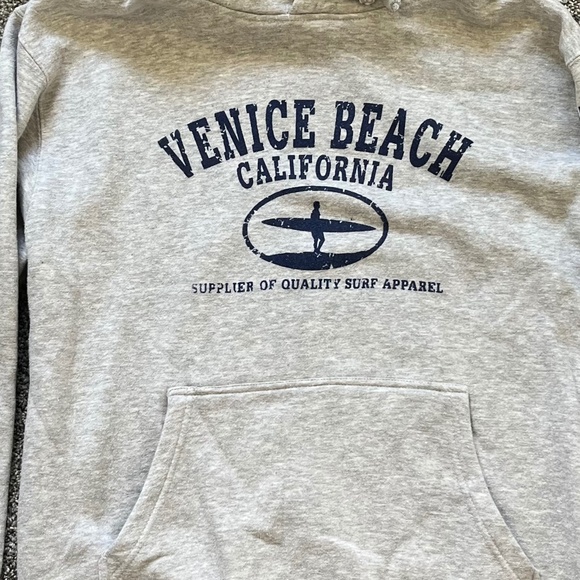 VENICE BEACH
CALIFORNIA
SUPPLIER OF QUALITY SURF APPAREL